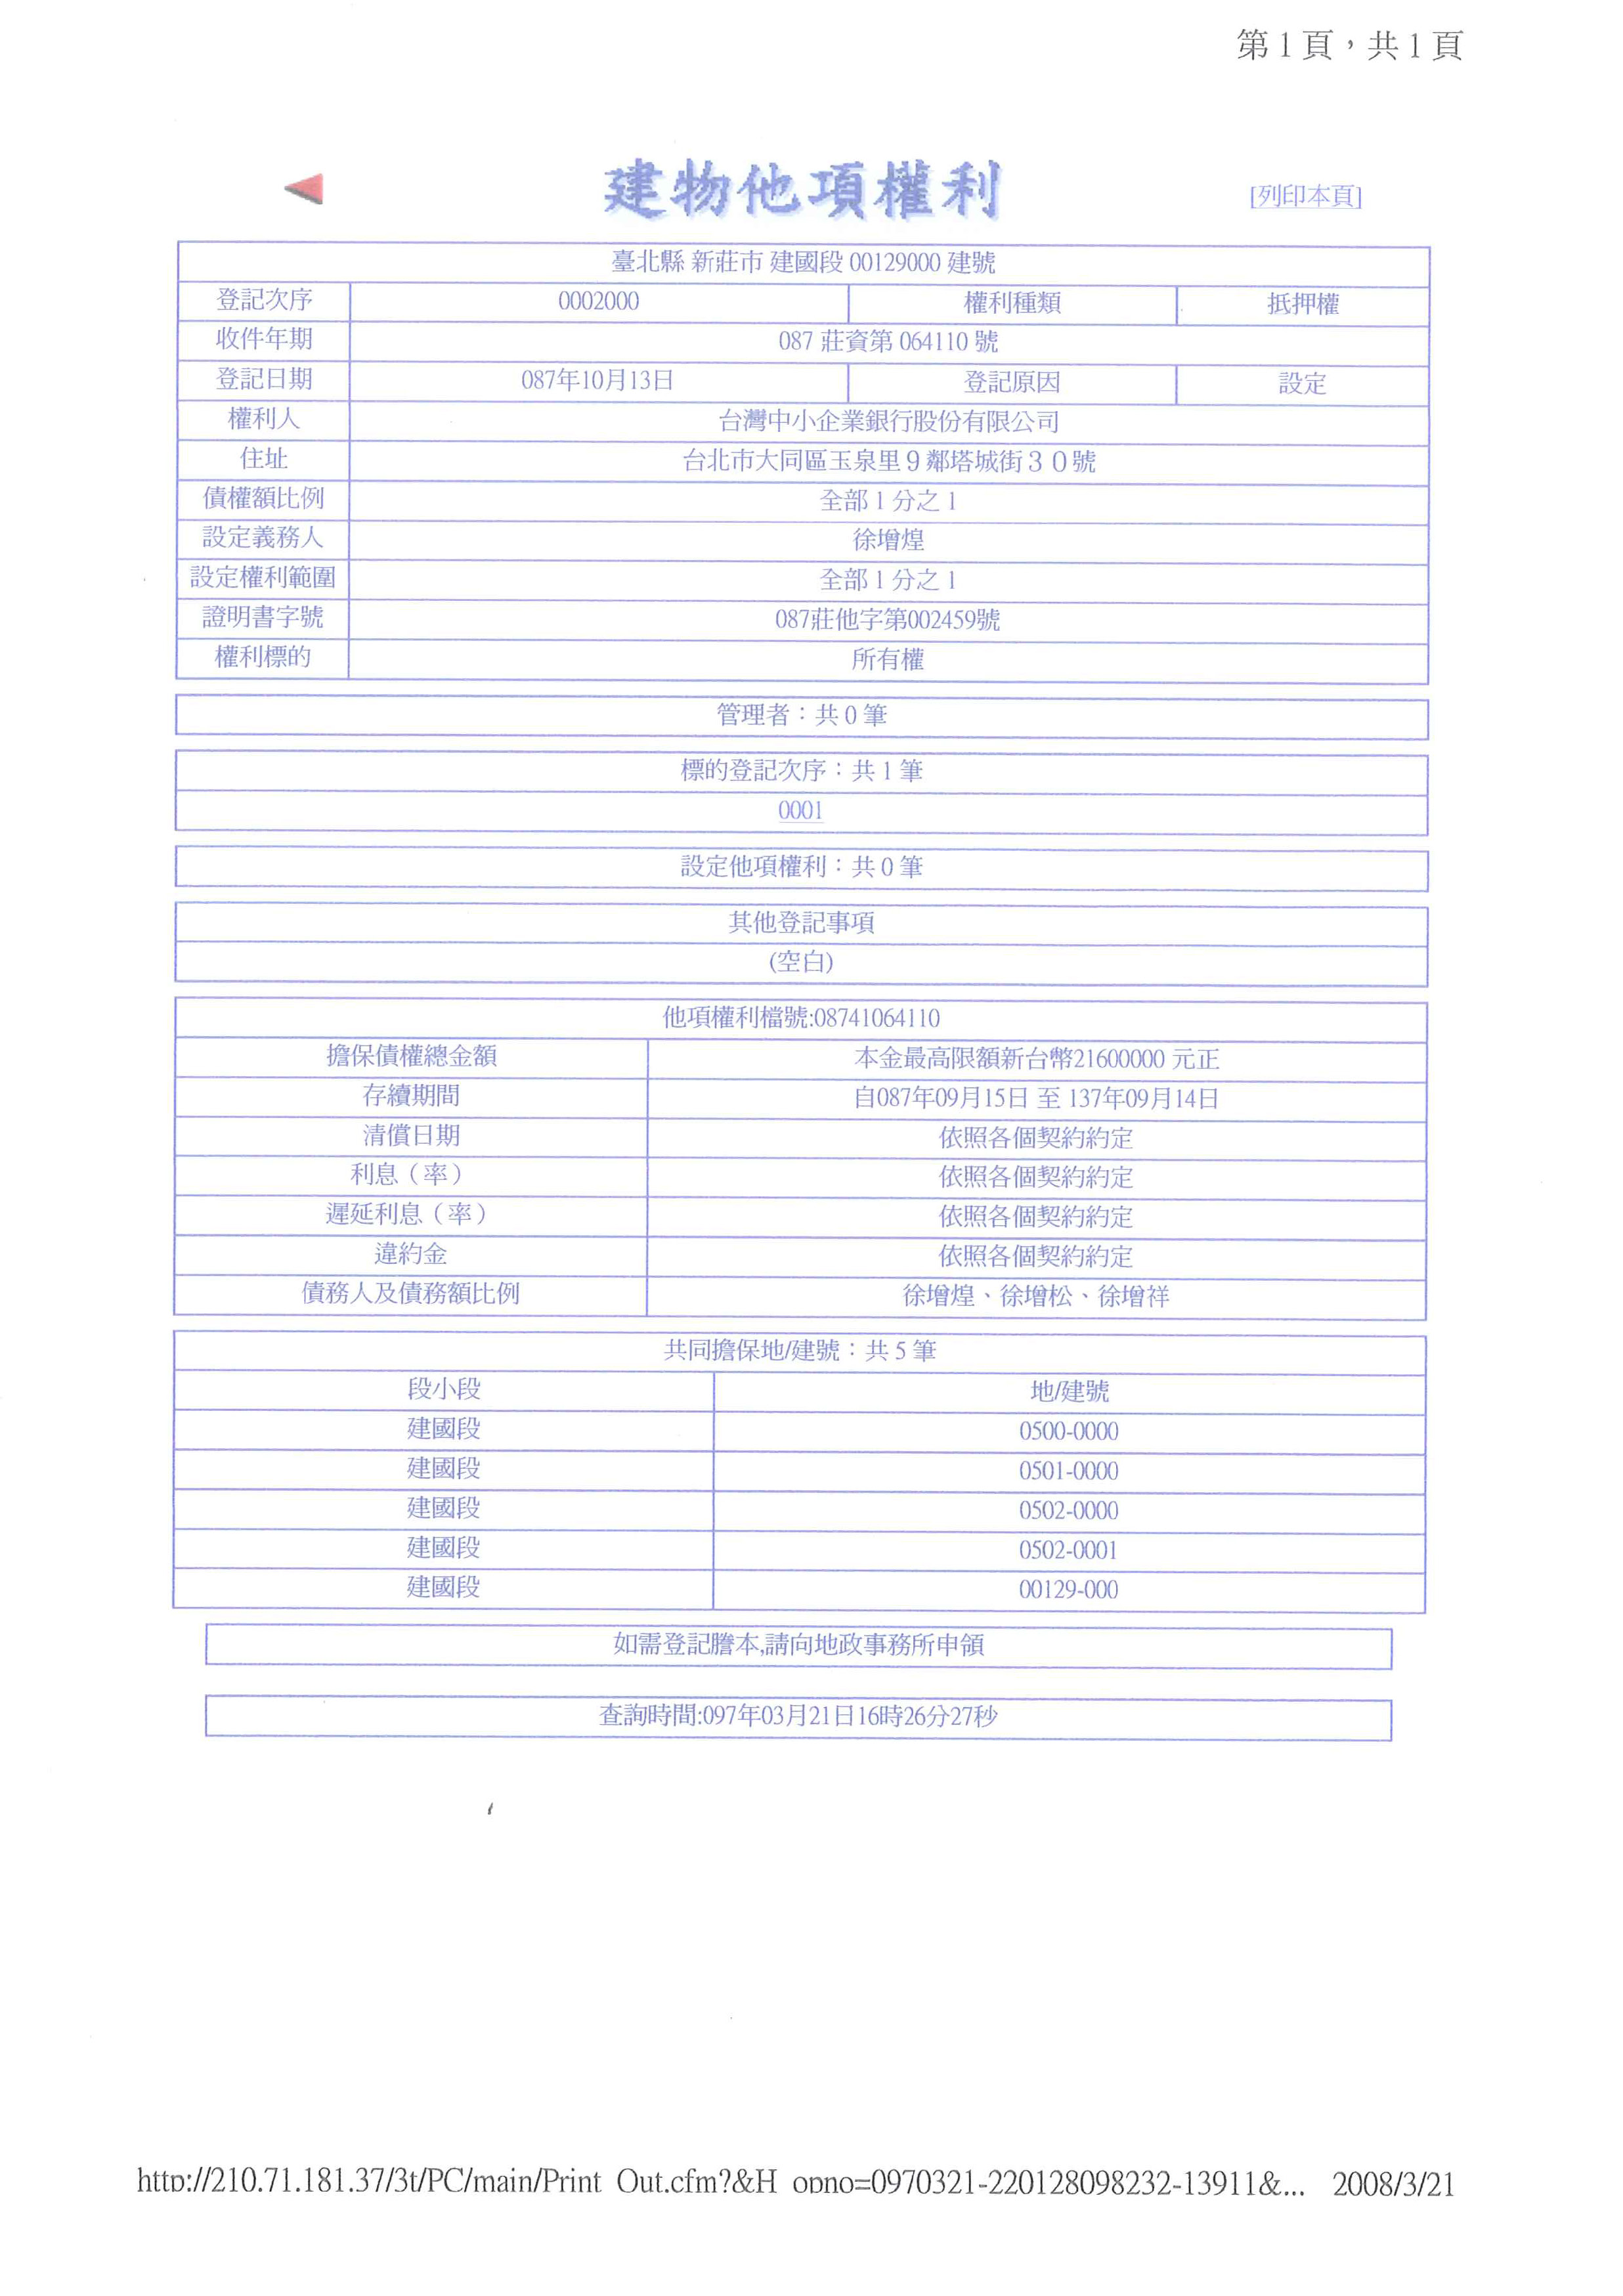 第1頁，共1頁
建物他項權利
[列印本頁]
臺北縣 新莊市 建國段 00129000 建號
登記次序 0002000 權利種類 抵押權
收件年期 087 莊資第 064110 號
登記日期 087年10月13日 登記原因 設定
權利人 台灣中小企業銀行股份有限公司
住址 台北市大同區玉泉里９鄰塔城街３０號
債權額比例 全部 1 分之 1
設定義務人 徐增煌
設定權利範圍 全部 1 分之 1
證明書字號 087莊他字第002459號
權利標的 所有權
管理者：共 0 筆
標的登記次序：共 1 筆
0001
設定他項權利：共 0 筆
其他登記事項
(空白)
他項權利檔號:08741064110
擔保債權總金額 本金最高限額新台幣21600000 元正
存續期間 自087年09月15日 至 137年09月14日
清償日期 依照各個契約約定
利息（率） 依照各個契約約定
遲延利息（率） 依照各個契約約定
違約金 依照各個契約約定
債務人及債務額比例 徐增煌、徐增松、徐增祥
共同擔保地/建號：共 5 筆
段小段 地/建號
建國段 0500-0000
建國段 0501-0000
建國段 0502-0000
建國段 0502-0001
建國段 00129-000
如需登記謄本,請向地政事務所申領
查詢時間:097年03月21日16時26分27秒
http://210.71.181.37/3t/PC/main/Print_Out.cfm?&H_opno=0970321-220128098232-13911&... 2008/3/21